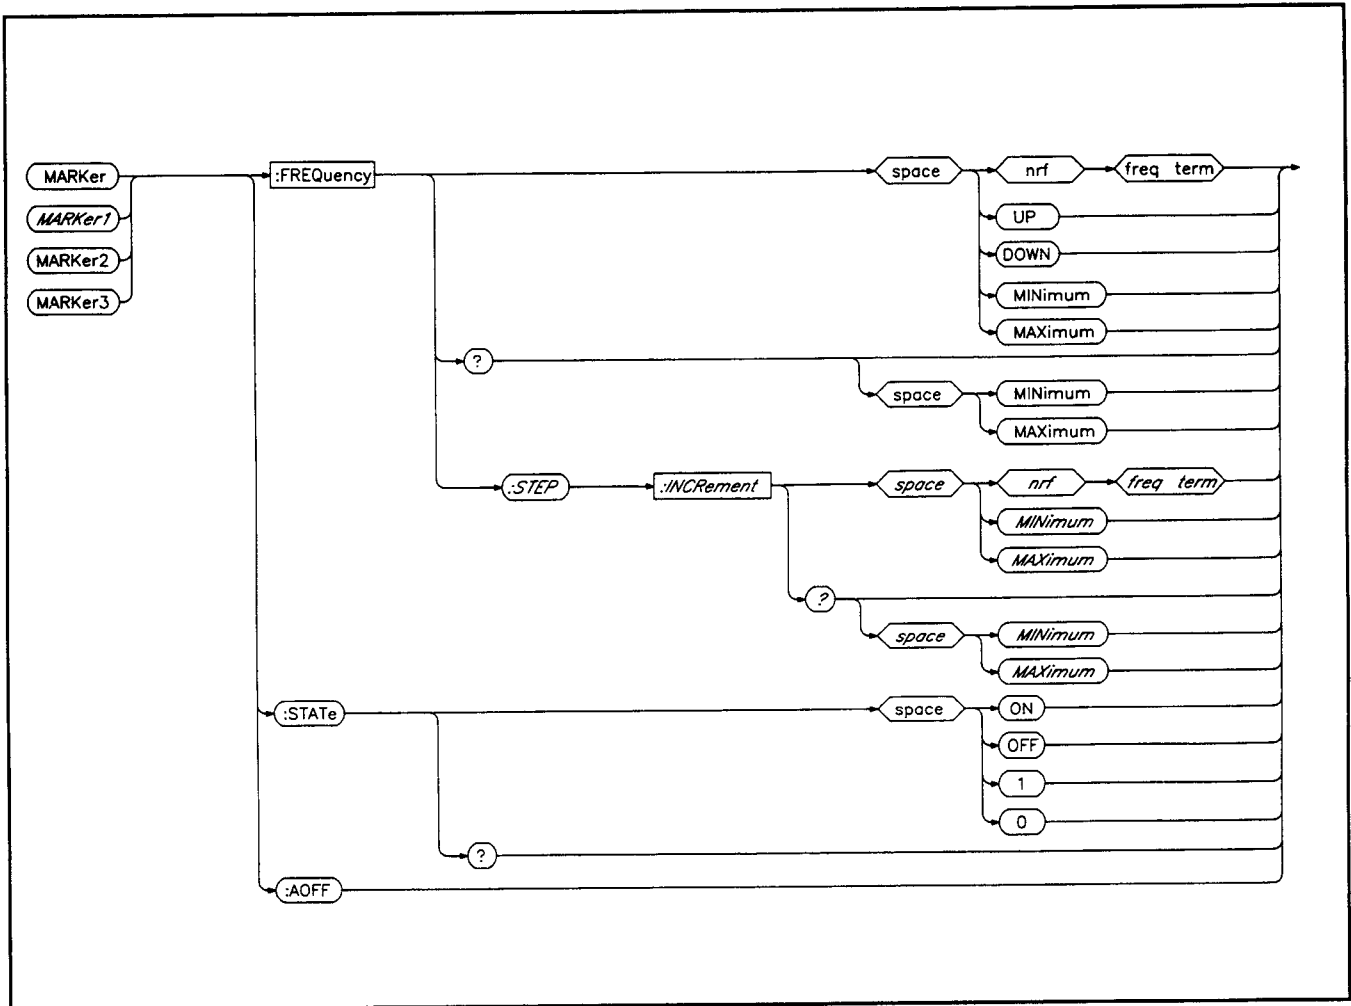 MARKer :FREQuency space nrf freq term
MARKer1 UP
MARKer2 DOWN
MARKer3 MINimum
MAXimum
?
space MINimum
MAXimum
:STEP :INCRement space nrf freq term
MINimum
MAXimum
?
space MINimum
MAXimum
:STATe space ON
OFF
1
0
?
:AOFF